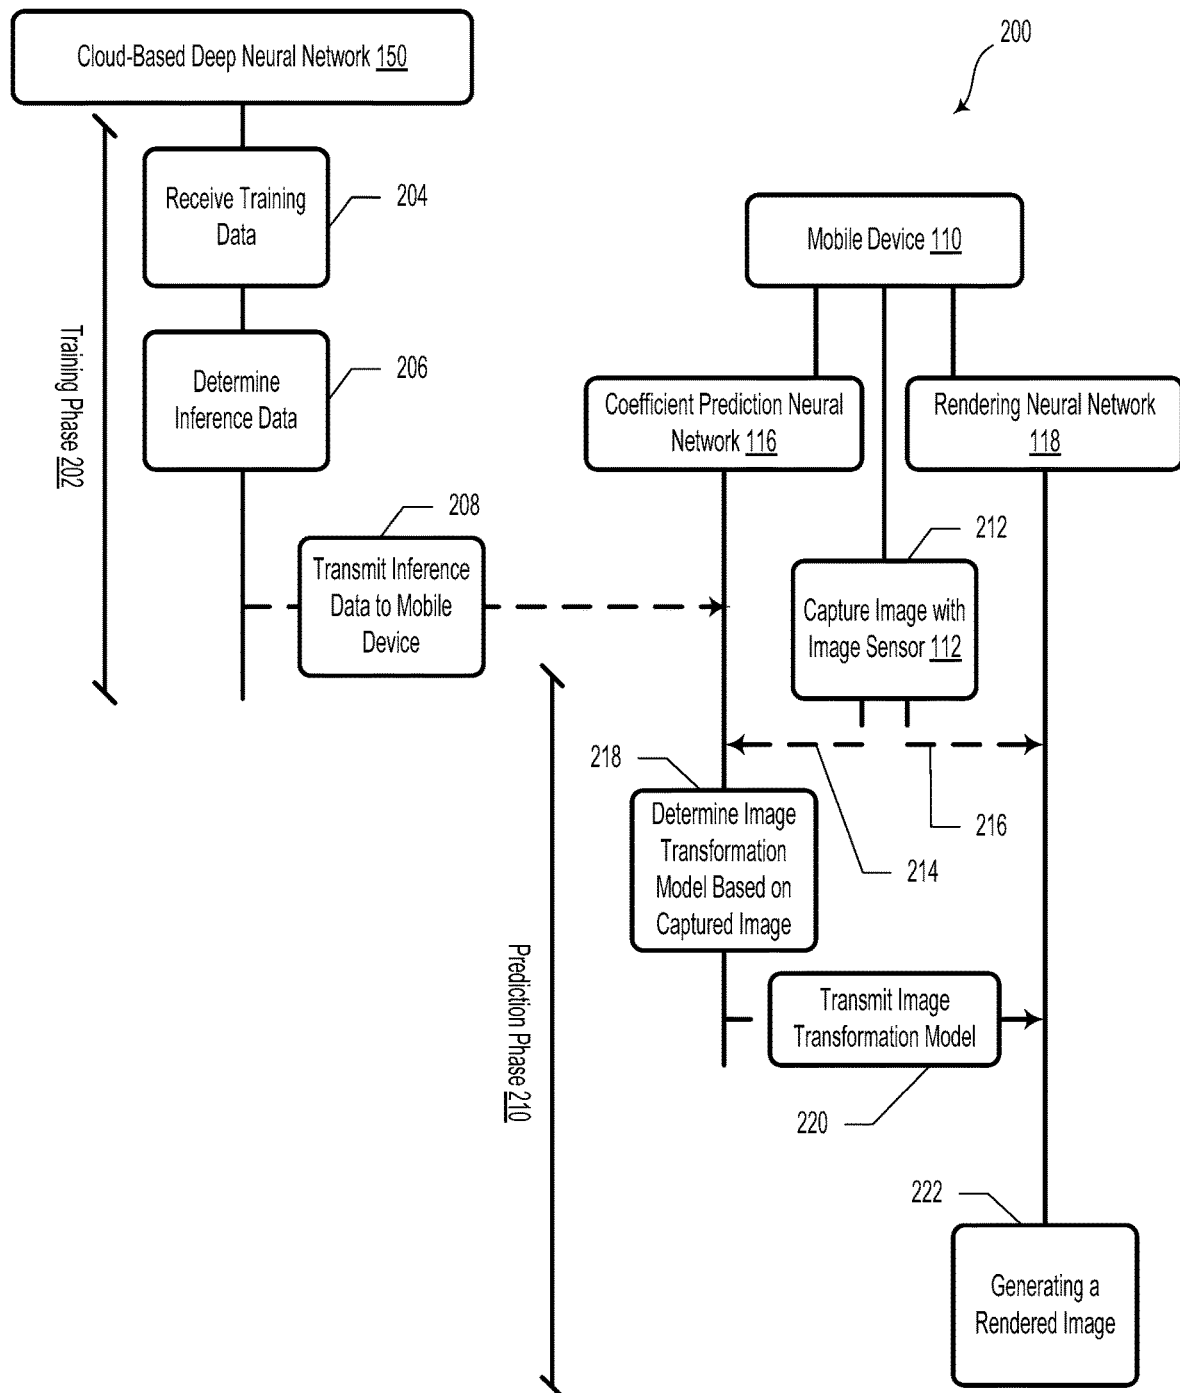 Cloud-Based Deep Neural Network 150
200
Receive Training
Data
204
Mobile Device 110
Training Phase 202
Determine
Inference Data
206
Coefficient Prediction Neural
Network 116
Rendering Neural Network
118
208
Transmit Inference
Data to Mobile
Device
212
Capture Image with
Image Sensor 112
214
216
218
Determine Image
Transformation
Model Based on
Captured Image
Prediction Phase 210
Transmit Image
Transformation Model
220
222
Generating a
Rendered Image